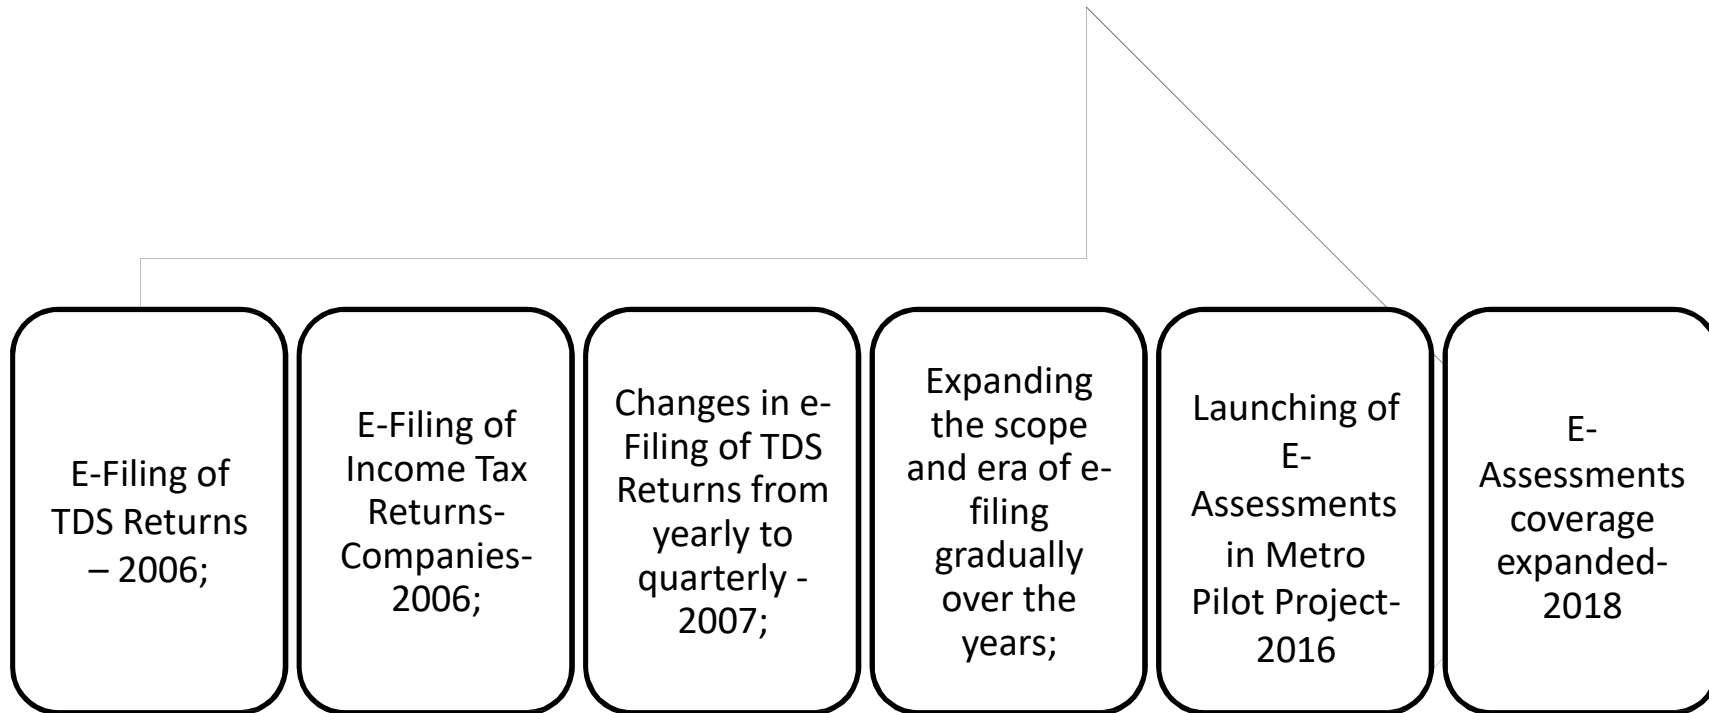 E-Filing of
TDS Returns
– 2006;
E-Filing of
Income Tax
Returns-
Companies-
2006;
Changes in e-
Filing of TDS
Returns from
yearly to
quarterly -
2007;
Expanding
the scope
and era of e-
filing
gradually
over the
years;
Launching of
E-
Assessments
in Metro
Pilot Project-
2016
E-
Assessments
coverage
expanded-
2018